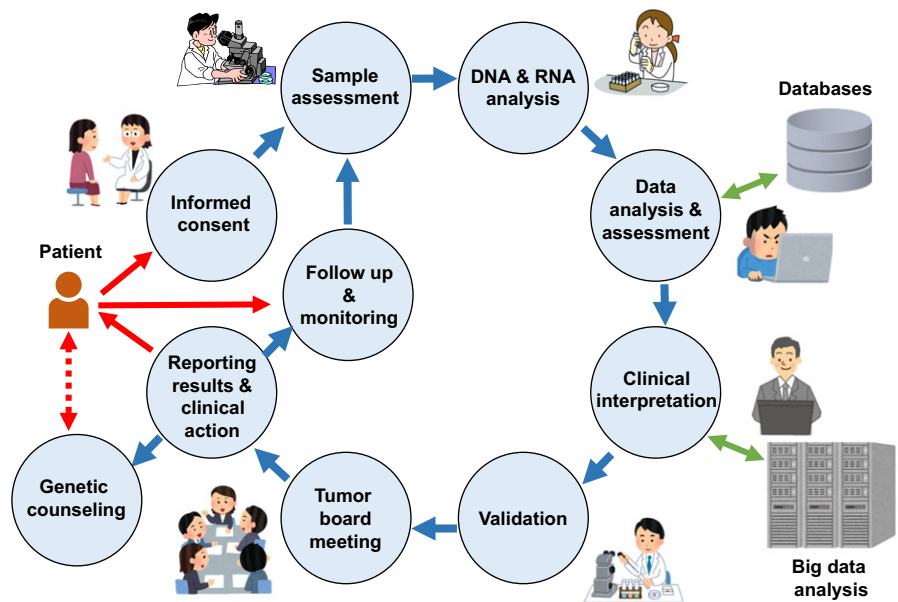 Sample
assessment
DNA & RNA
analysis
Databases
Informed
consent
Data
analysis &
assessment
Patient
Follow up
&
monitoring
Reporting
results &
clinical
action
Clinical
interpretation
Genetic
counseling
Tumor
board
meeting
Validation
Big data
analysis